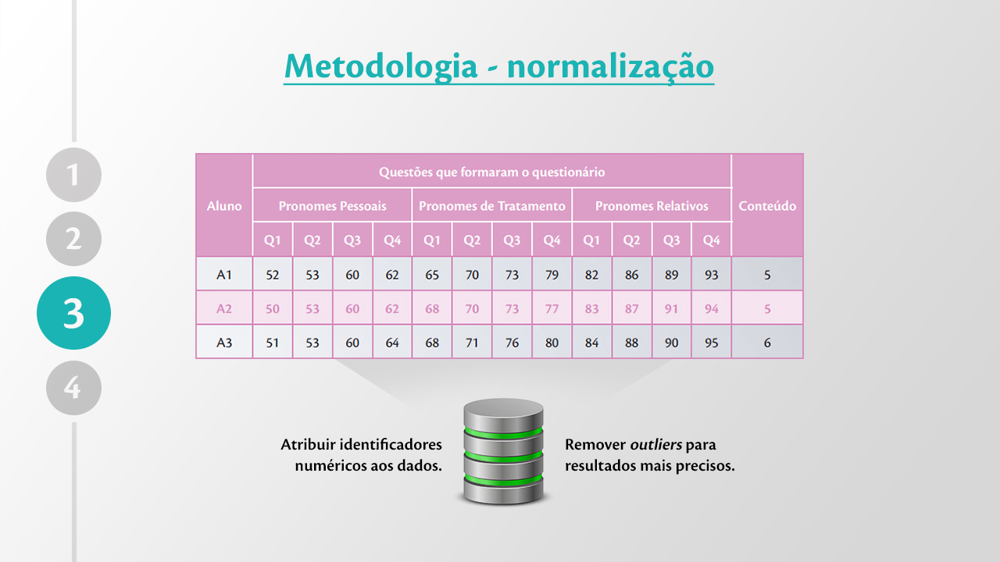 Metodologia - normalização
1
2
3
4
Questões que formaram o questionário
Aluno Pronomes Pessoais Pronomes de Tratamento Pronomes Relativos Conteúdo
Q1 Q2 Q3 Q4 Q1 Q2 Q3 Q4 Q1 Q2 Q3 Q4
A1 52 53 60 62 65 70 73 79 82 86 89 93 5
A2 50 53 60 62 68 70 73 77 83 87 91 94 5
A3 51 53 60 64 68 71 76 80 84 88 90 95 6
Atribuir identificadores
numéricos aos dados.
Remover outliers para
resultados mais precisos.